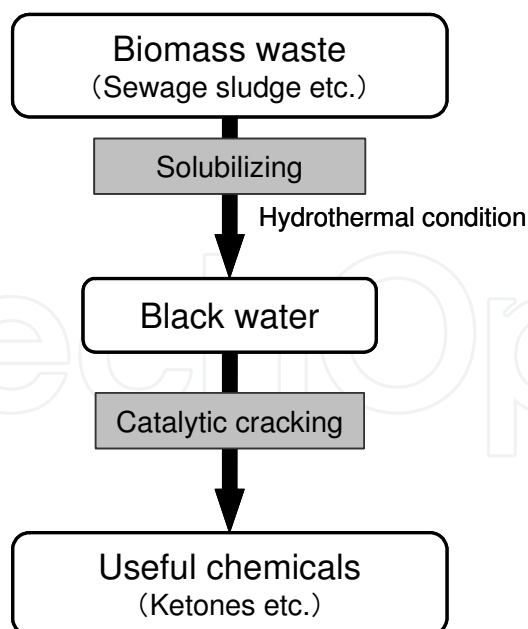 Biomass waste
（Sewage sludge etc.）
Solubilizing
Hydrothermal condition
Black water
Catalytic cracking
Useful chemicals
（Ketones etc.）